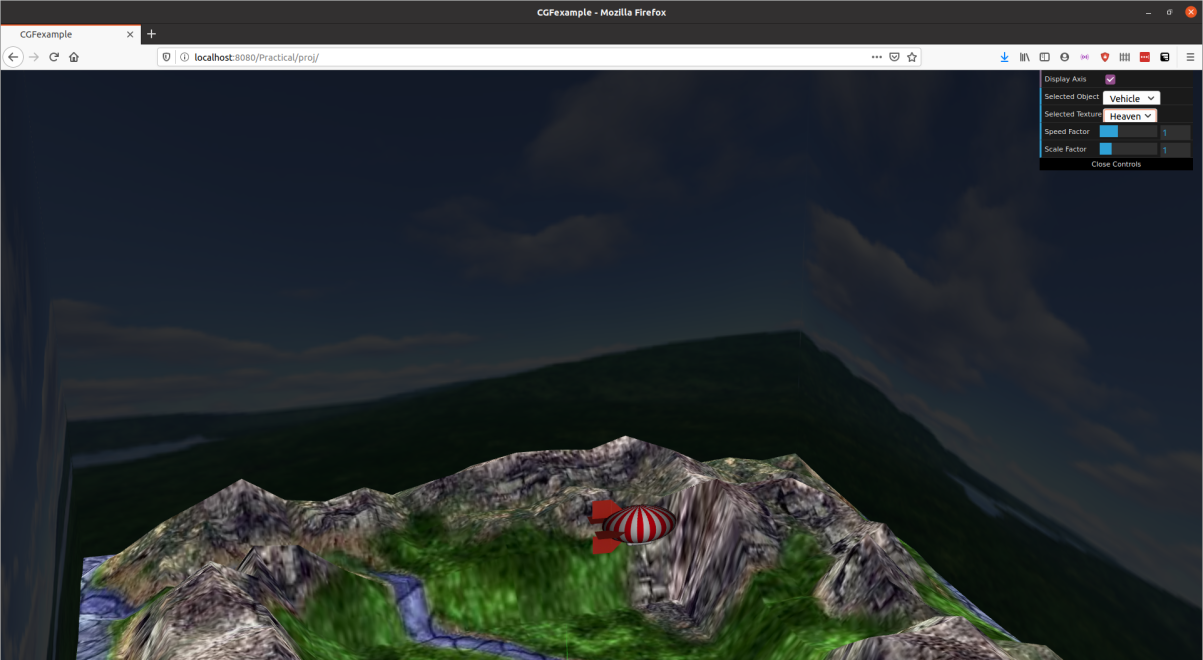 CGFexample - Mozilla Firefox
CGFexample
localhost:8080/Practical/proj/
Display Axis
Selected Object Vehicle
Selected Texture Heaven
Speed Factor 1
Scale Factor 1
Close Controls